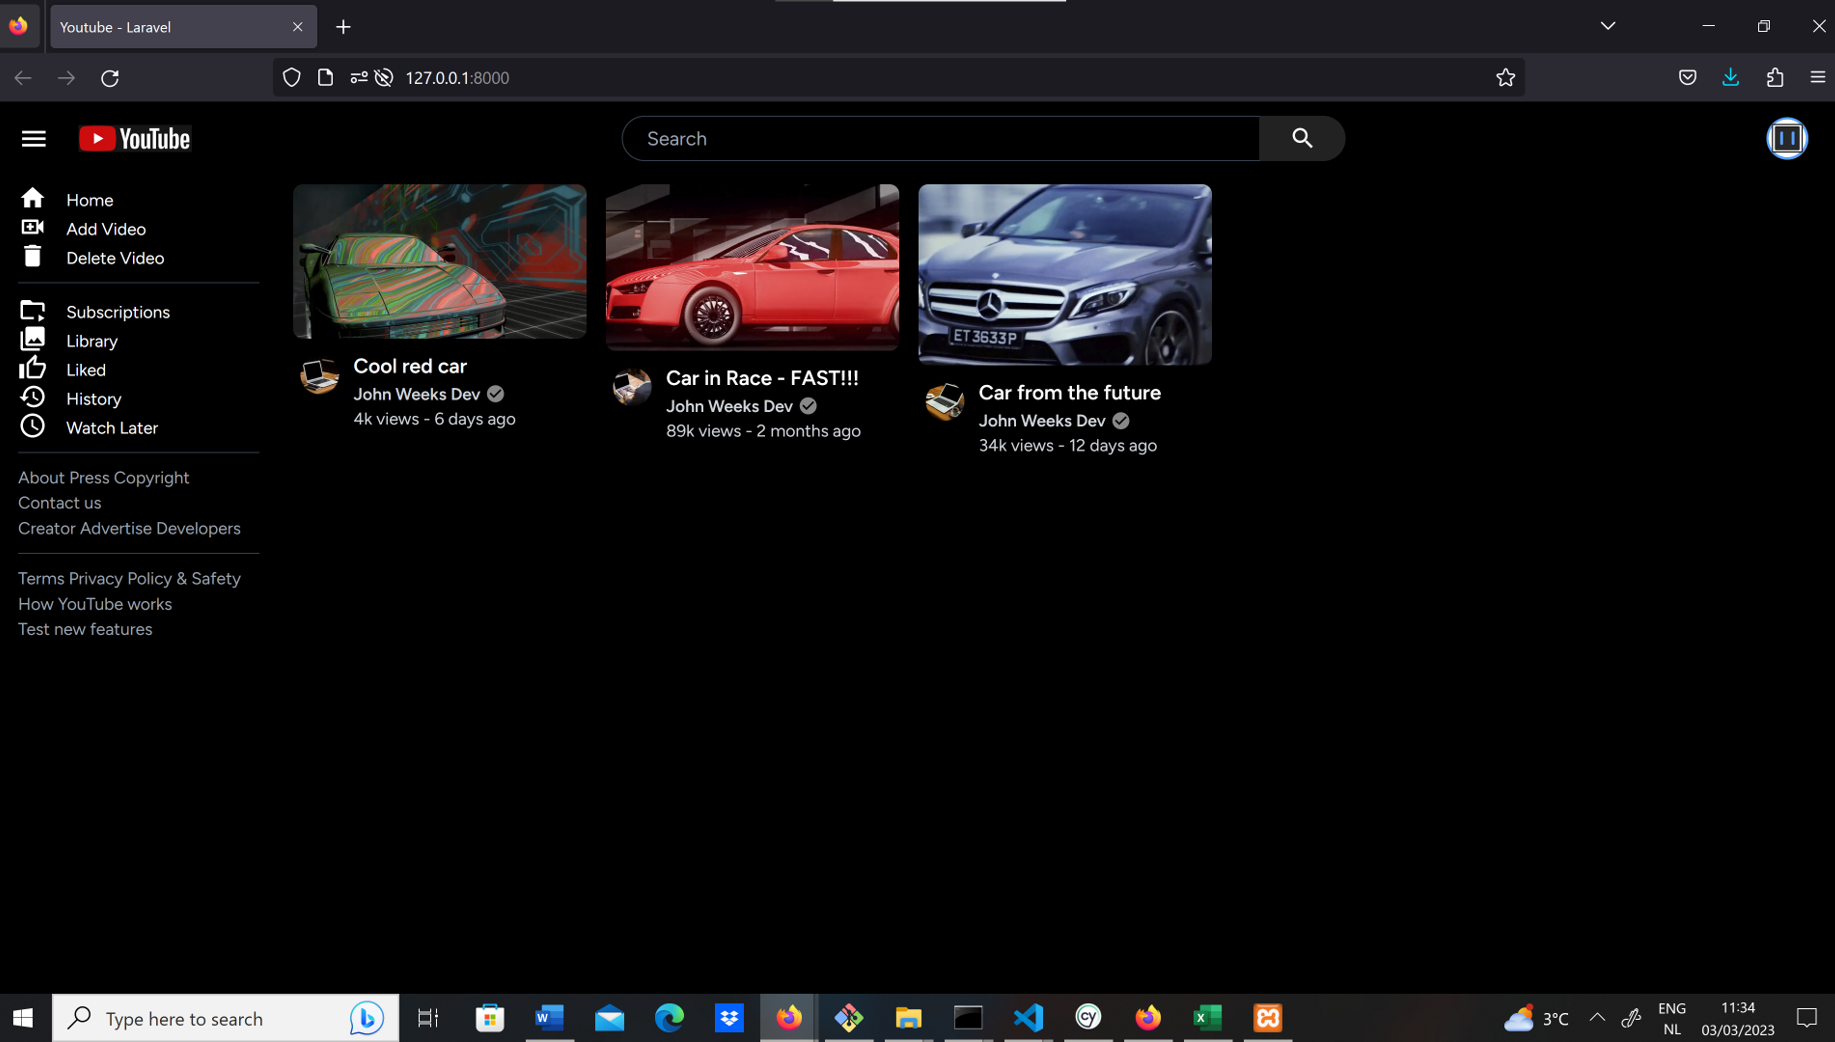 Youtube - Laravel
127.0.0.1:8000
YouTube
Search
Home
Add Video
Delete Video
Subscriptions
Library
Liked
History
Watch Later
About Press Copyright
Contact us
Creator Advertise Developers
Terms Privacy Policy & Safety
How YouTube works
Test new features
Cool red car
John Weeks Dev
4k views - 6 days ago
Car in Race - FAST!!!
John Weeks Dev
89k views - 2 months ago
ET3633P
Car from the future
John Weeks Dev
34k views - 12 days ago
Type here to search
W
cy
X
3°C
ENG
NL
11:34
03/03/2023